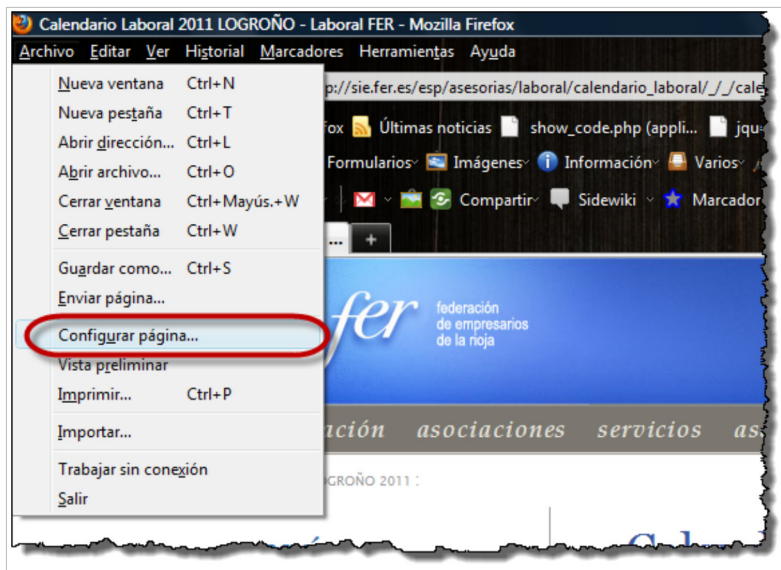 Calendario Laboral 2011 LOGROÑO - Laboral FER - Mozilla Firefox
Archivo Editar Ver Historial Marcadores Herramientas Ayuda
Nueva ventana Ctrl+N
p://sie.fer.es/esp/asesorias/laboral/calendario_laboral/_/_/cale
Nueva pestaña Ctrl+T
fox Últimas noticias show_code.php (appli... jqu
Abrir dirección... Ctrl+L
Abrir archivo... Ctrl+O
Formularios Imágenes Información Varios
Cerrar ventana Ctrl+Mayús.+W
Compartir Sidewiki Marcador
Cerrar pestaña Ctrl+W
...
+
Guardar como... Ctrl+S
Enviar página...
Configurar página...
Vista preliminar
Imprimir... Ctrl+P
Importar...
Trabajar sin conexión
Salir
fer
federación
de empresarios
de la rioja
ación asociaciones servicios as
OGROÑO 2011 :